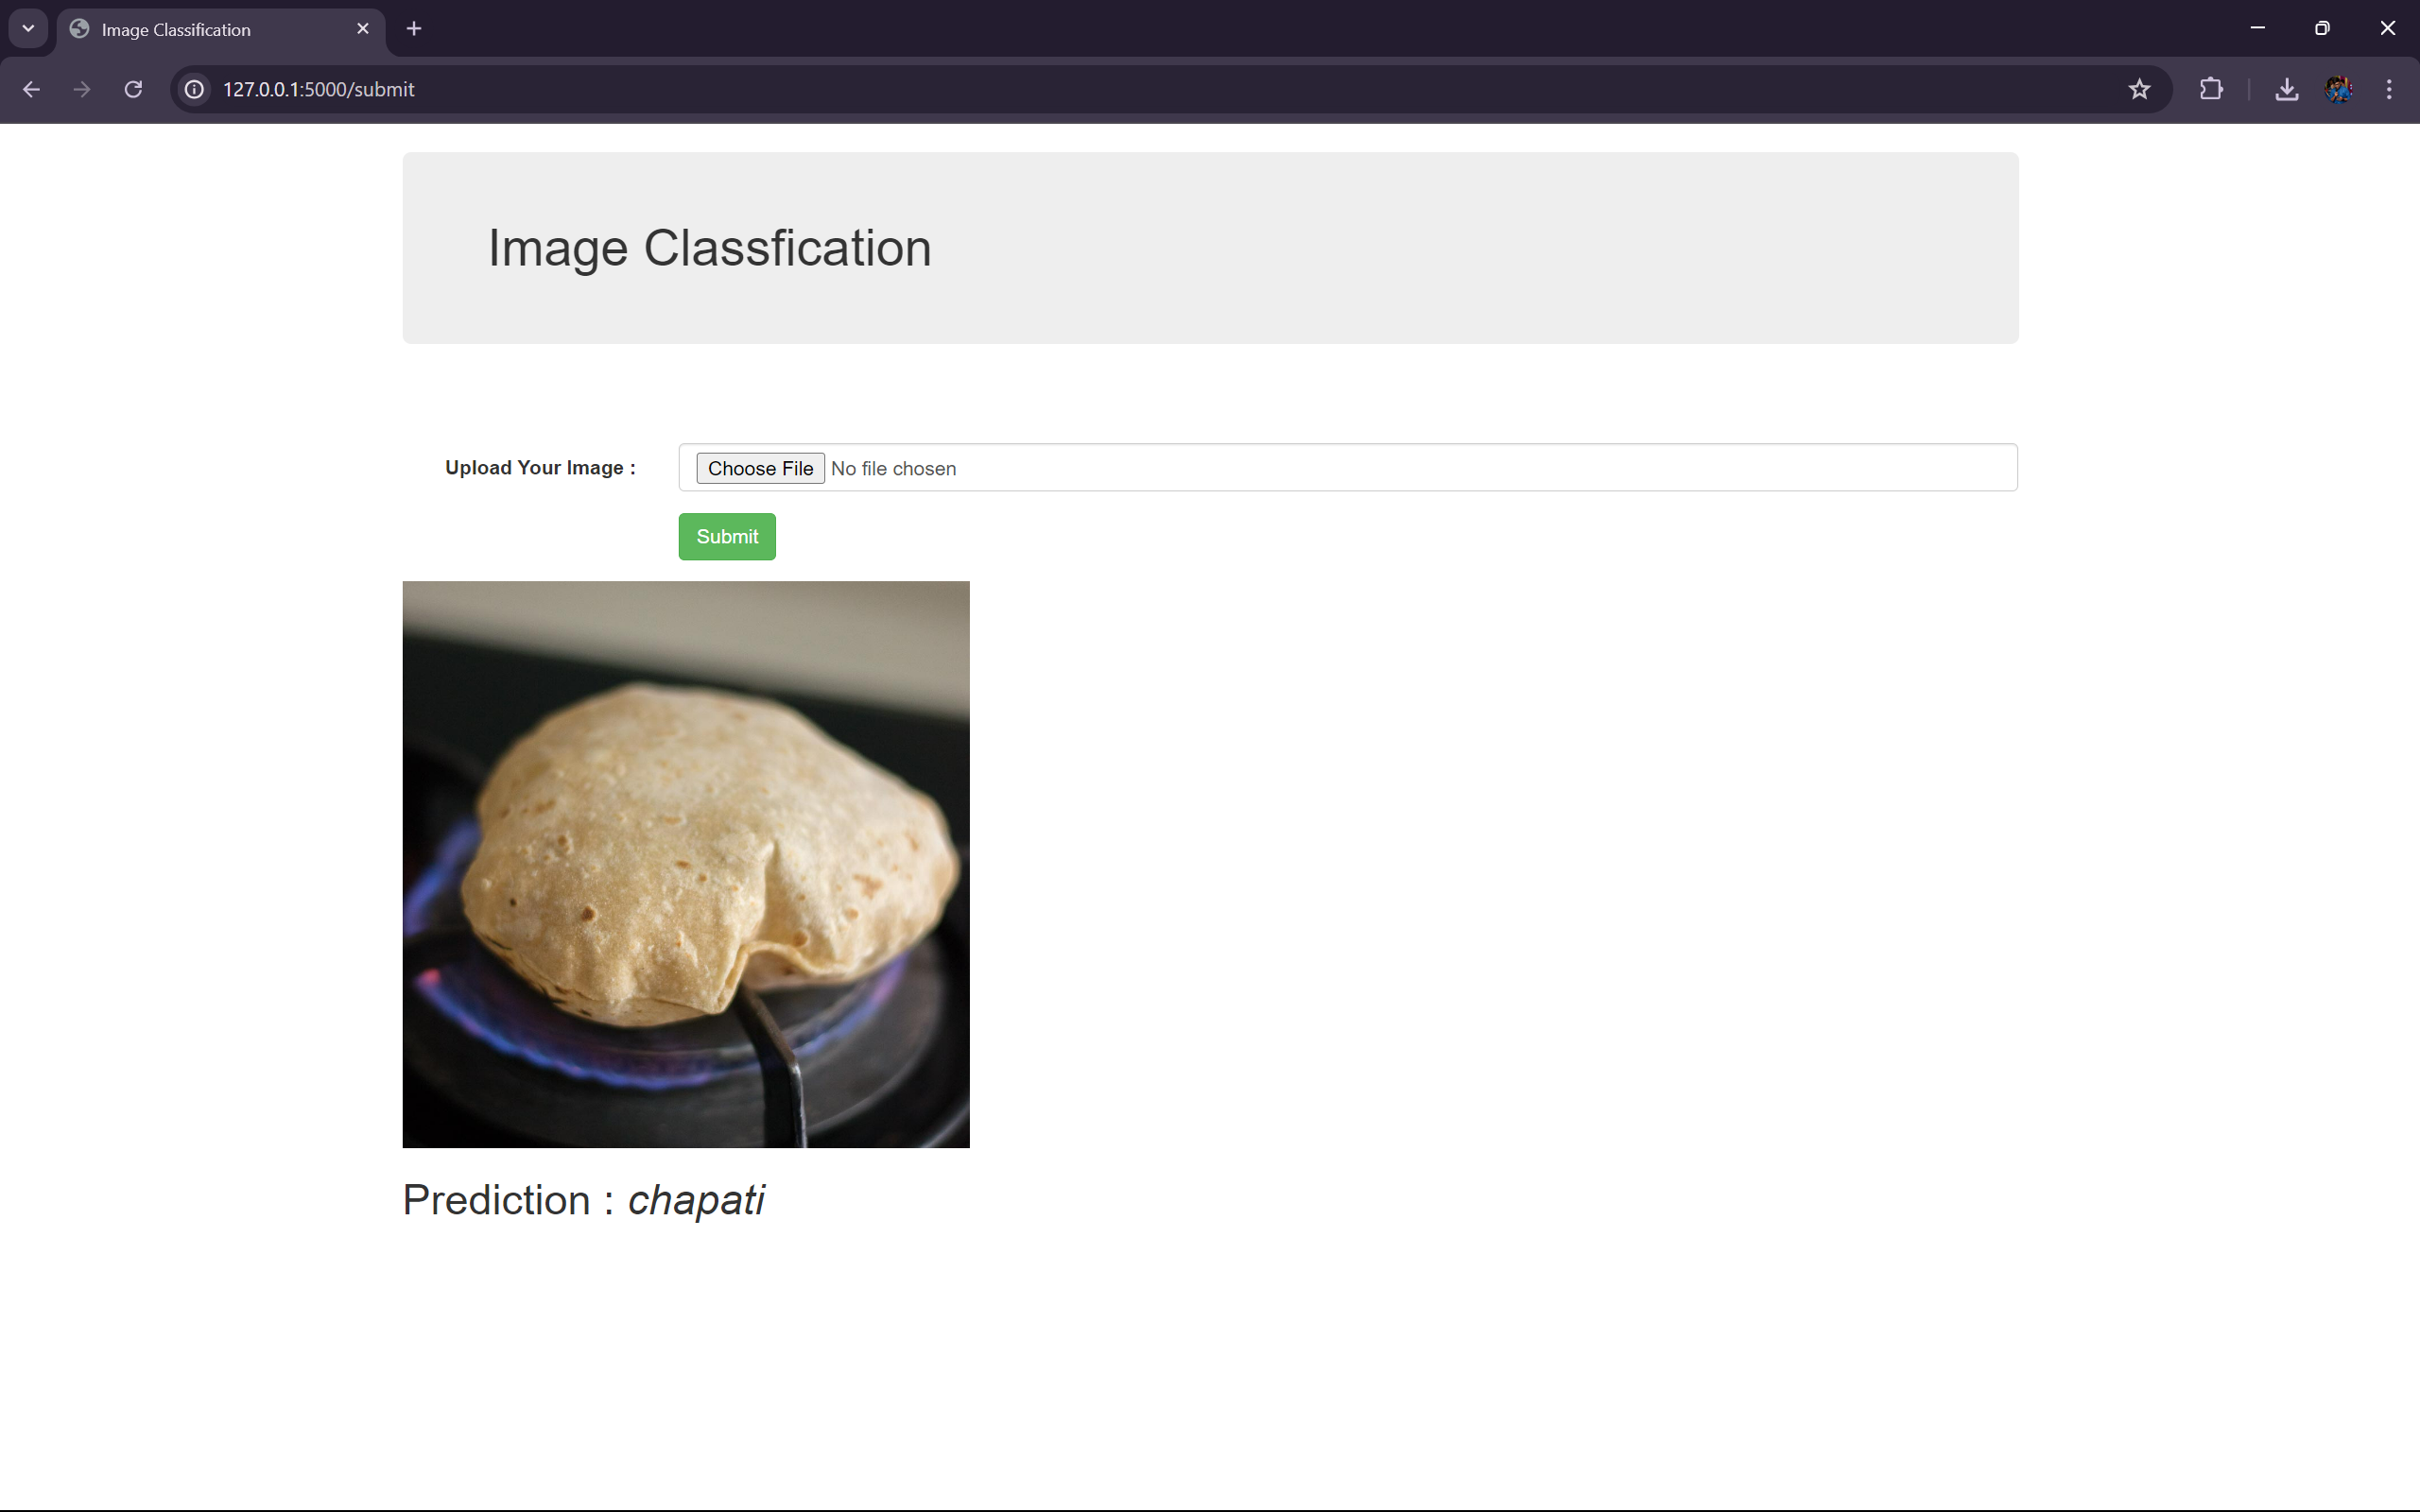 Image Classification
127.0.0.1:5000/submit
Image Classfication
Upload Your Image :
Choose File No file chosen
Submit
Prediction : chapati